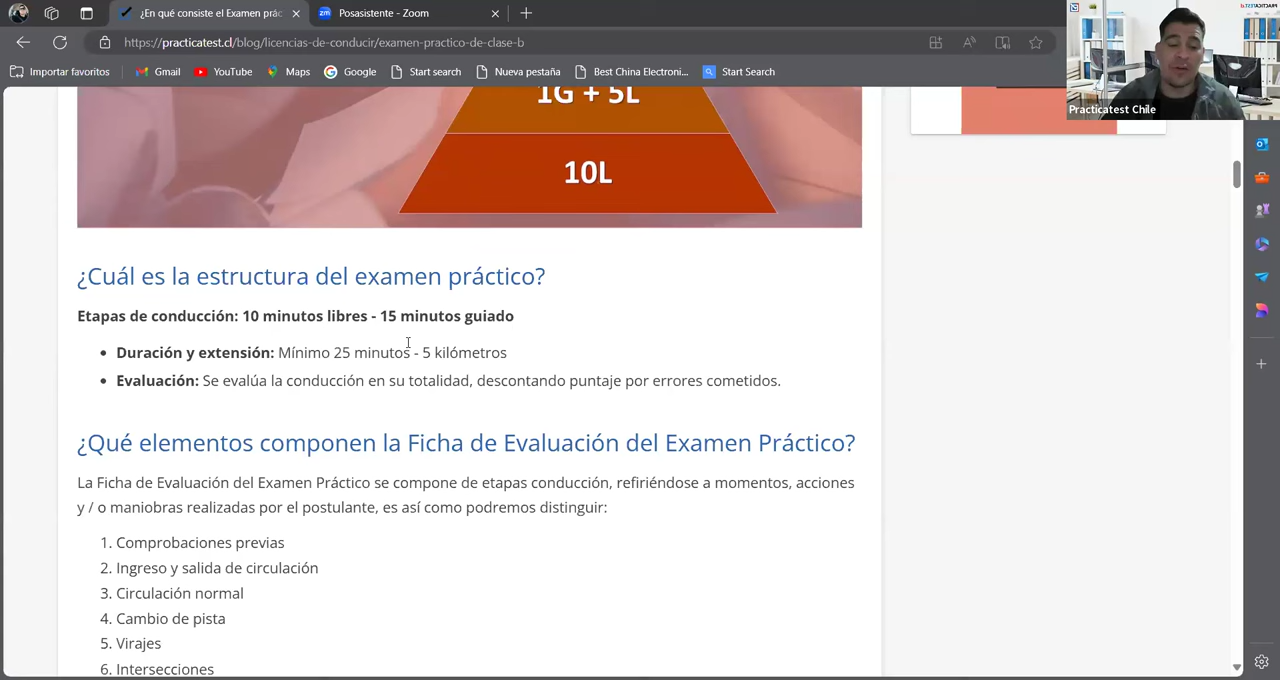 ¿En qué consiste el Examen prác
Posasistente - Zoom
https://practicatest.cl/blog/licencias-de-conducir/examen-practico-de-clase-b
Importar favoritos
Gmail
YouTube
Maps
Google
Start search
Nueva pestaña
Best China Electroni...
Start Search
Practicatest Chile
1G + 5L
10L
¿Cuál es la estructura del examen práctico?
Etapas de conducción: 10 minutos libres - 15 minutos guiado
• Duración y extensión: Mínimo 25 minutos - 5 kilómetros
• Evaluación: Se evalúa la conducción en su totalidad, descontando puntaje por errores cometidos.
¿Qué elementos componen la Ficha de Evaluación del Examen Práctico?
La Ficha de Evaluación del Examen Práctico se compone de etapas conducción, refiriéndose a momentos, acciones
y / o maniobras realizadas por el postulante, es así como podremos distinguir:
1. Comprobaciones previas
2. Ingreso y salida de circulación
3. Circulación normal
4. Cambio de pista
5. Virajes
6. Intersecciones